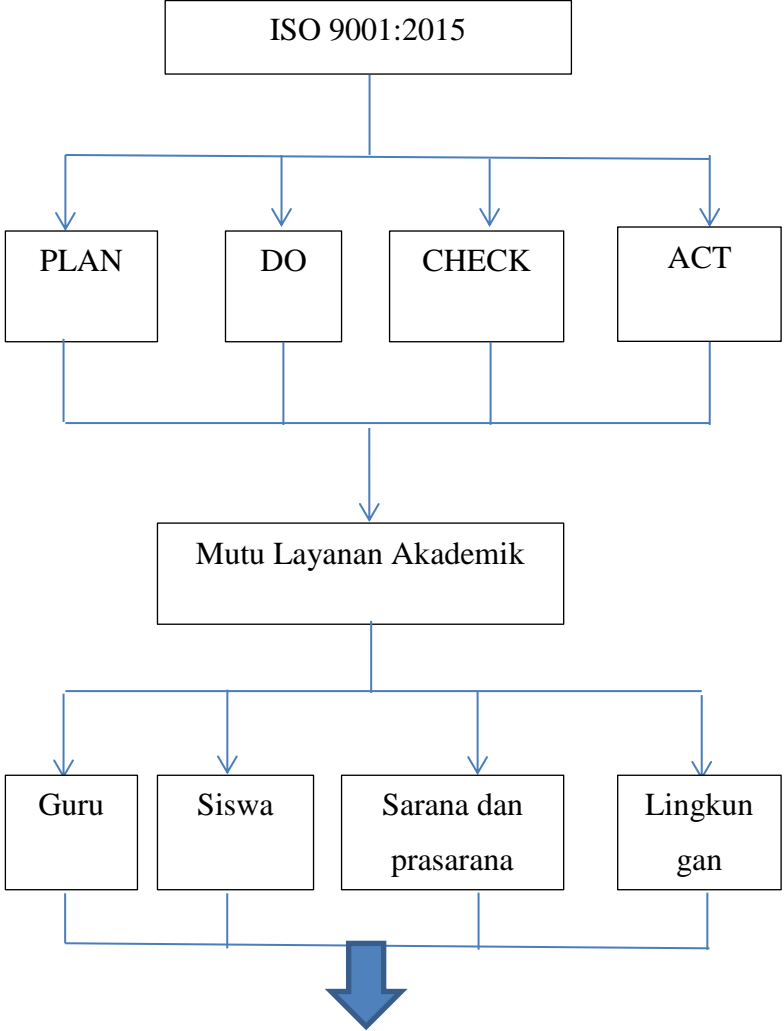 ISO 9001:2015
PLAN
DO
CHECK
ACT
Mutu Layanan Akademik
Guru
Siswa
Sarana dan
prasarana
Lingkun
gan